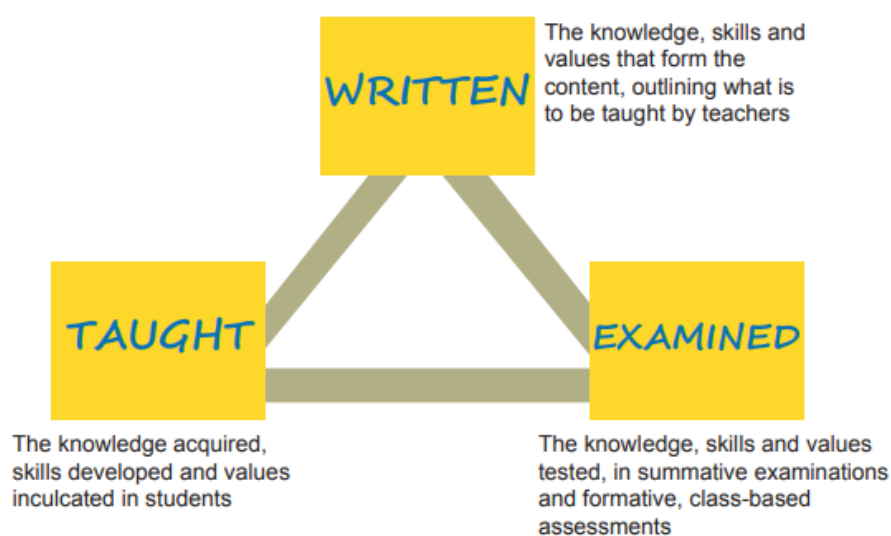 WRITTEN
The knowledge, skills and
values that form the
content, outlining what is
to be taught by teachers
TAUGHT
The knowledge acquired,
skills developed and values
inculcated in students
EXAMINED
The knowledge, skills and values
tested, in summative examinations
and formative, class-based
assessments